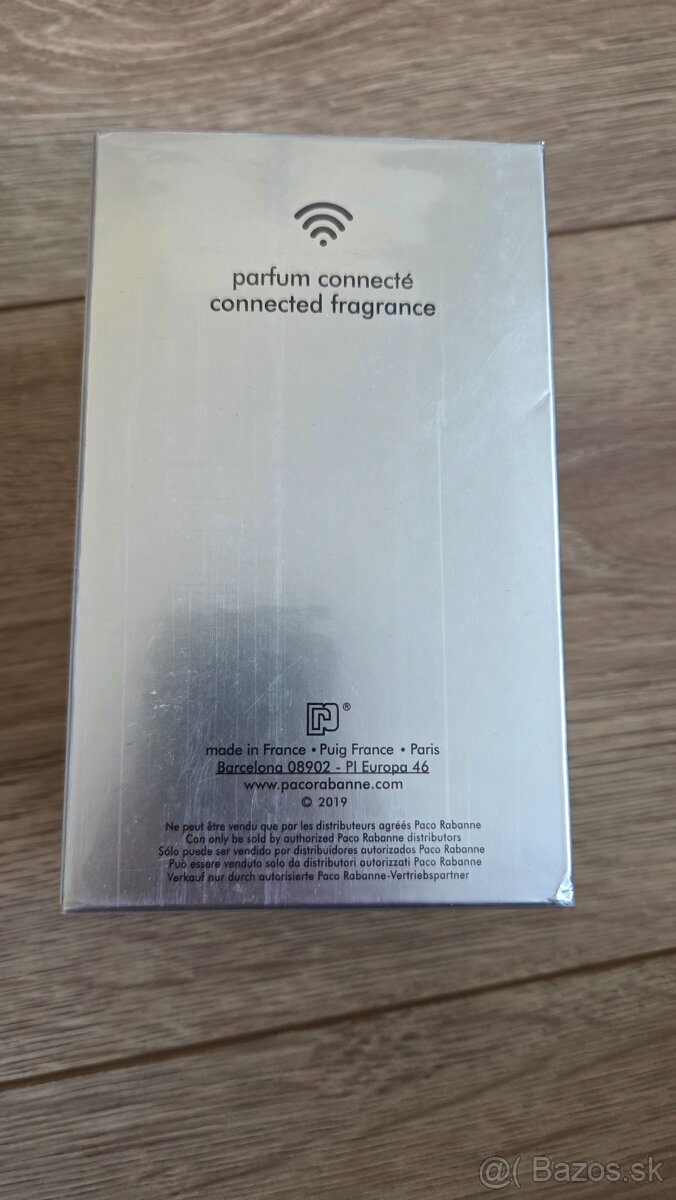 parfum connecté
connected fragrance
®
made in France • Puig France • Paris
Barcelona 08902 - Pl Europa 46
www.pacorabanne.com
© 2019
Ne peut être vendu que par les distributeurs agréés Paco Rabanne
Can only be sold by authorized Paco Rabanne distributors
Sólo puede ser vendido por distribuidores autorizados Paco Rabanne
Può essere venduto solo da distributori autorizzati Paco Rabanne
Verkauf nur durch autorisierte Paco Rabanne-Vertriebspartner
@( Bazos.sk